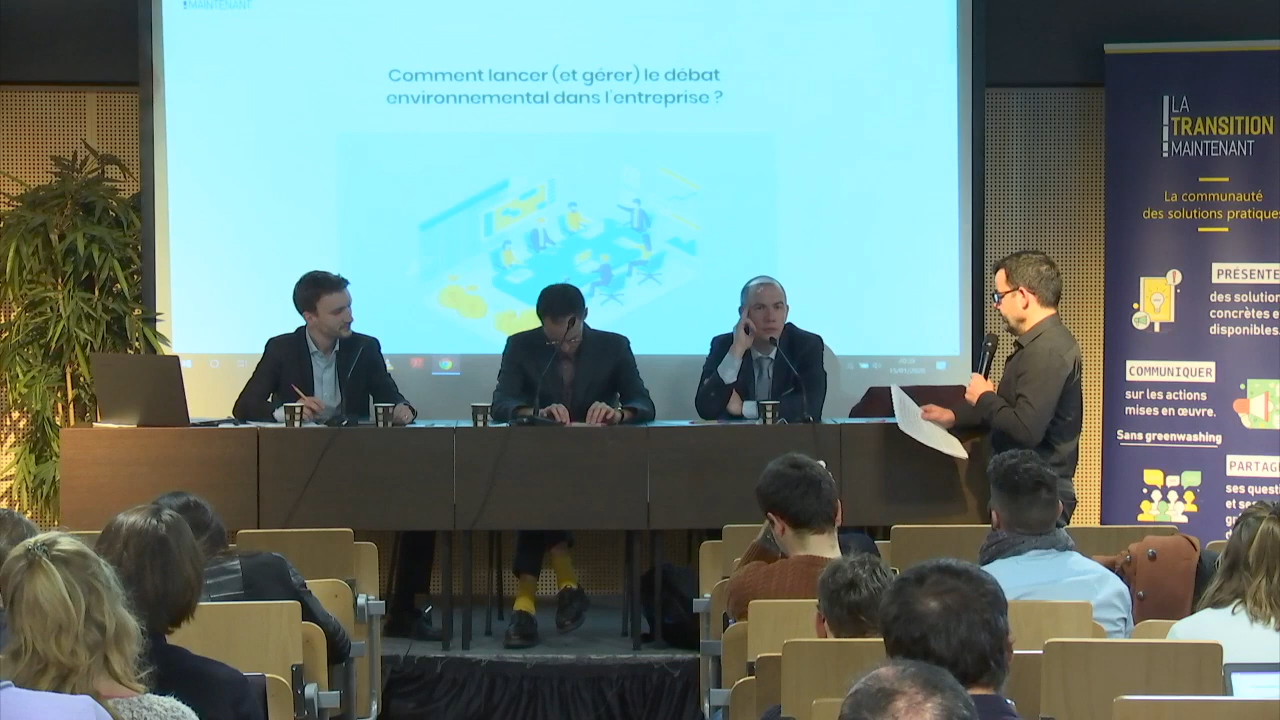 MAINTENANT
Comment lancer (et gérer) le débat
environnemental dans l'entreprise ?
LA
TRANSITION
MAINTENANT
La communauté
des solutions pratiques
PRÉSENTE
des solution
concrètes e
disponibles.
COMMUNIQUER
sur les actions
mises en œuvre.
Sans greenwashing
PARTAG
ses questi
et se